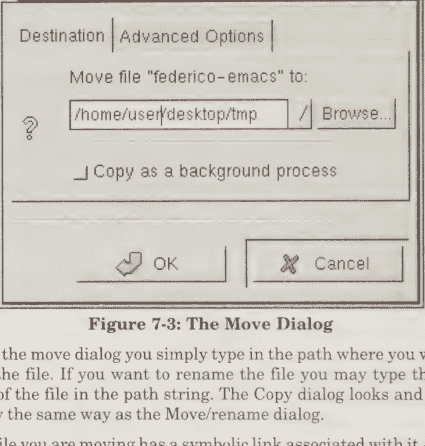 Destination Advanced Options
Move file "federico-emacs" to:
/home/user/desktop/tmp / Browse...
Copy as a background process
OK Cancel
Figure 7-3: The Move Dialog
the move dialog you simply type in the path where you
the file. If you want to rename the file you may type
of the file in the path string. The Copy dialog looks and
the same way as the Move/rename dialog.
you are moving has a symbolic link associated with it